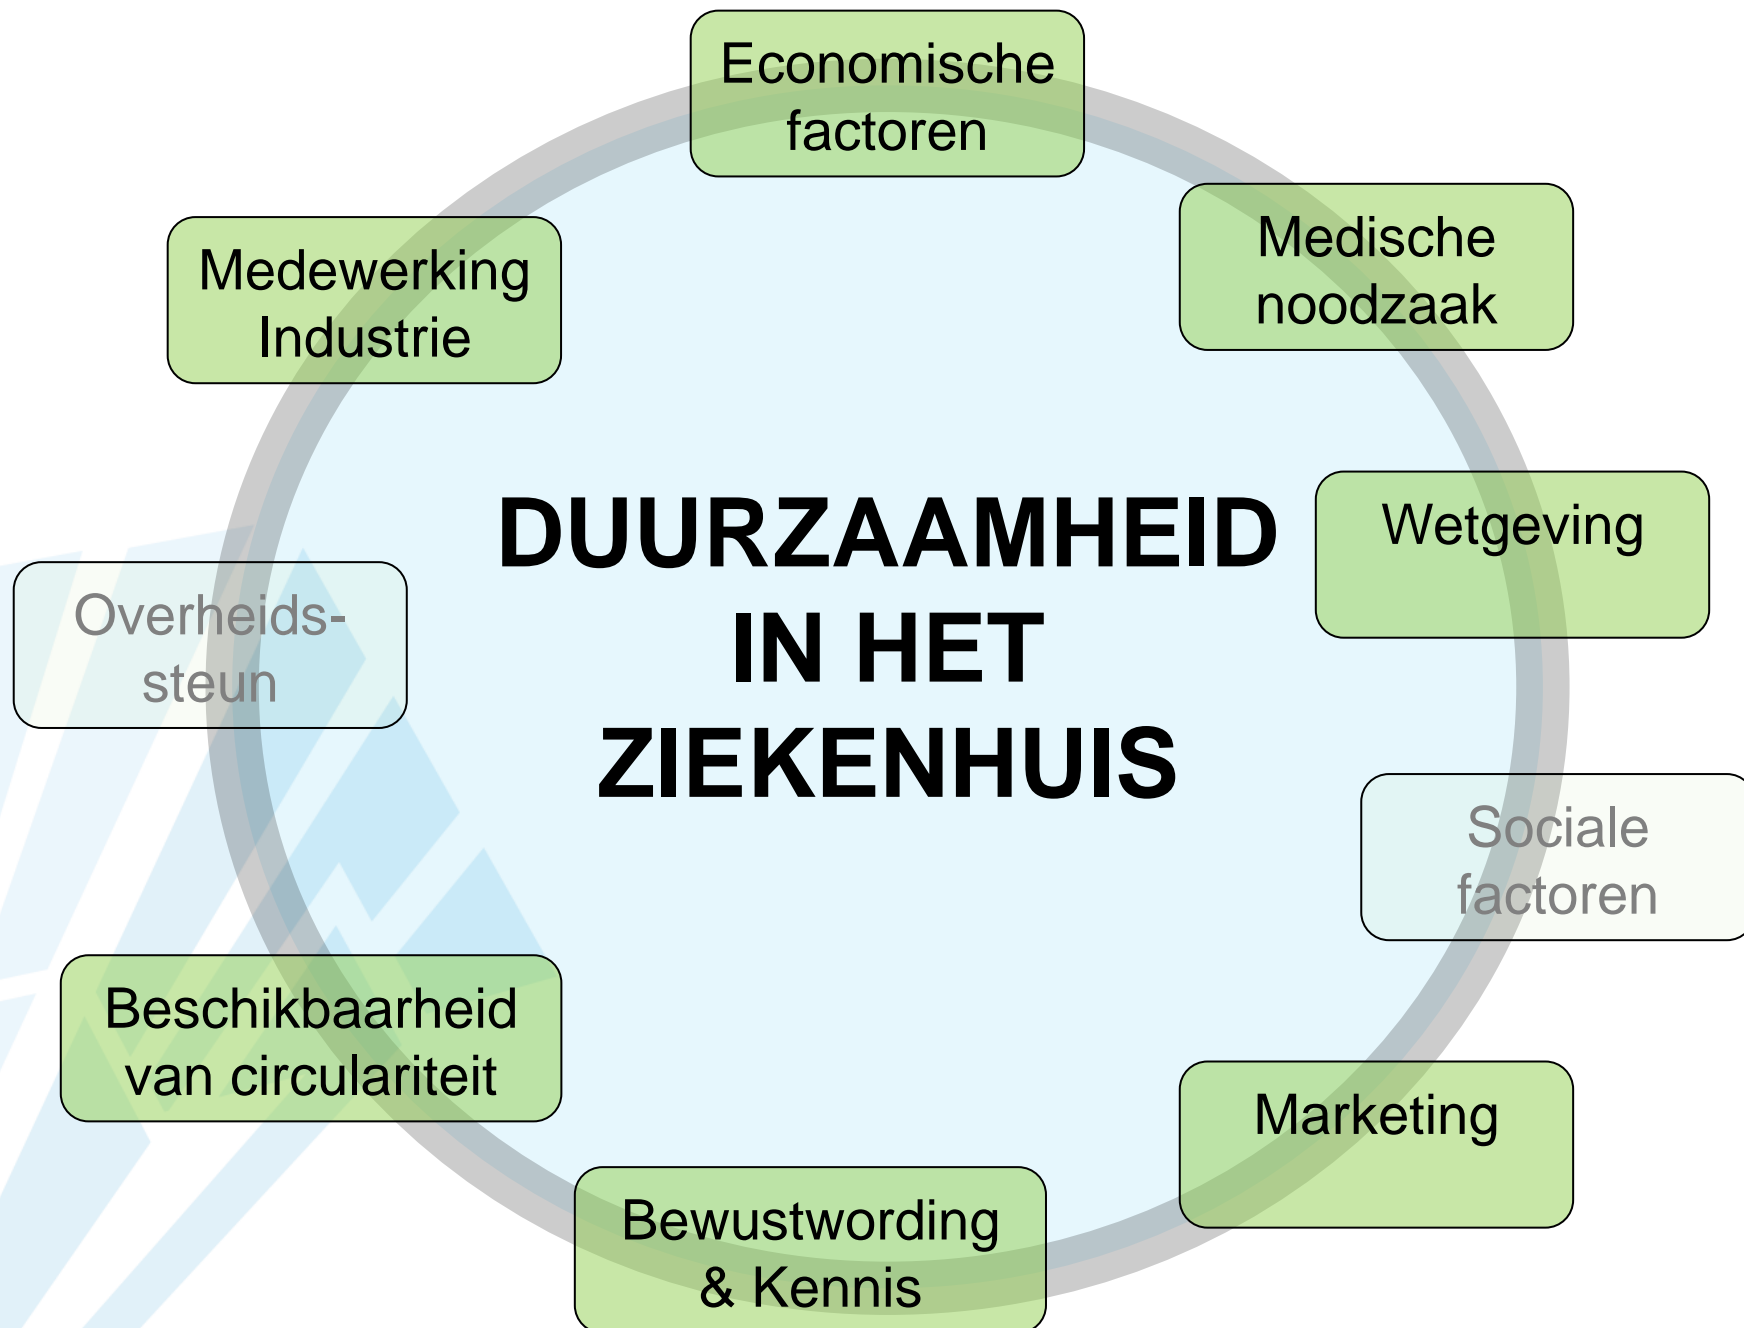 Economische
factoren
Medische
noodzaak
Medewerking
Industrie
DUURZAAMHEID
IN HET
ZIEKENHUIS
Wetgeving
Overheids-
steun
Sociale
factoren
Beschikbaarheid
van circulariteit
Marketing
Bewustwording
& Kennis